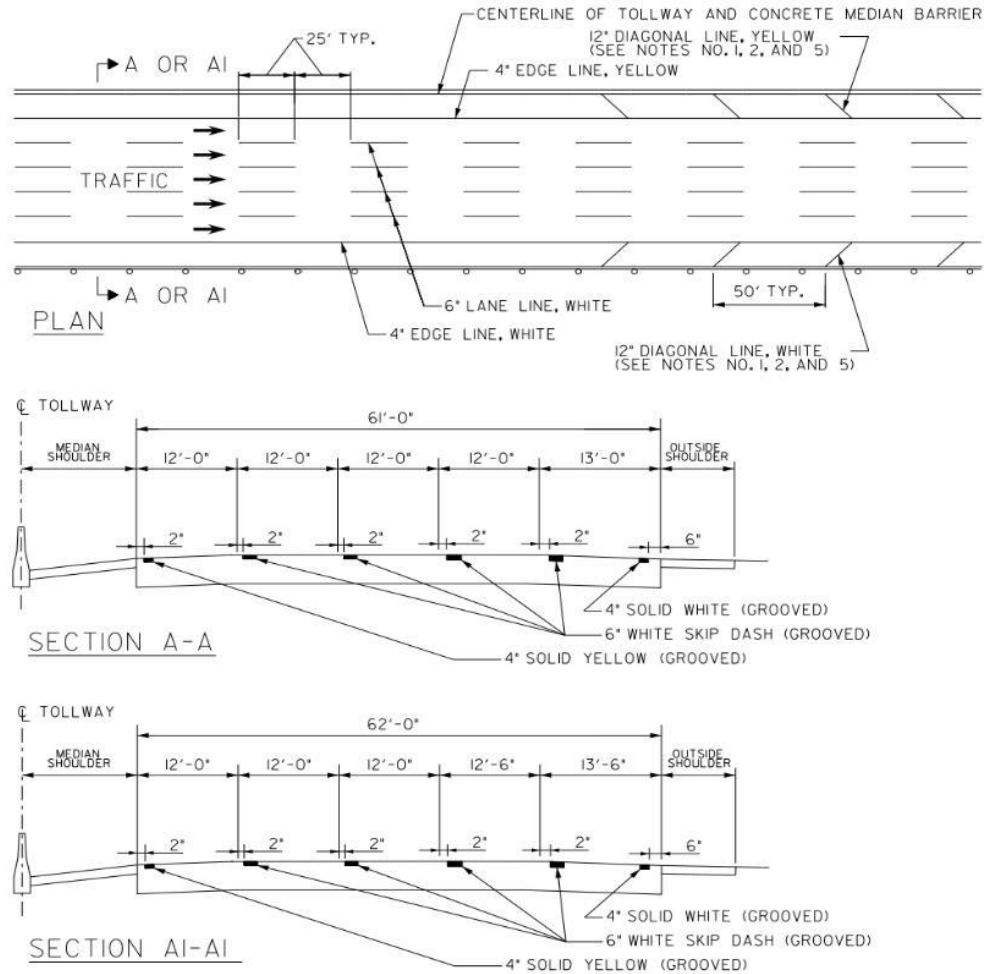 CENTERLINE OF TOLLWAY AND CONCRETE MEDIAN BARRIER
12" DIAGONAL LINE, YELLOW
(SEE NOTES NO. 1, 2, AND 5)
25' TYP.
A OR A1
4" EDGE LINE, YELLOW
TRAFFIC
A OR A1
PLAN
6" LANE LINE, WHITE
50' TYP.
4" EDGE LINE, WHITE
12" DIAGONAL LINE, WHITE
(SEE NOTES NO. 1, 2, AND 5)
℄ TOLLWAY
61'-0"
MEDIAN
SHOULDER
12'-0" 12'-0" 12'-0" 12'-0" 13'-0"
OUTSIDE
SHOULDER
2" 2" 2" 2" 2" 6"
4" SOLID WHITE (GROOVED)
6" WHITE SKIP DASH (GROOVED)
4" SOLID YELLOW (GROOVED)
SECTION A-A
℄ TOLLWAY
62'-0"
MEDIAN
SHOULDER
12'-0" 12'-0" 12'-0" 12'-6" 13'-6"
OUTSIDE
SHOULDER
2" 2" 2" 2" 2" 6"
4" SOLID WHITE (GROOVED)
6" WHITE SKIP DASH (GROOVED)
4" SOLID YELLOW (GROOVED)
SECTION A1-A1